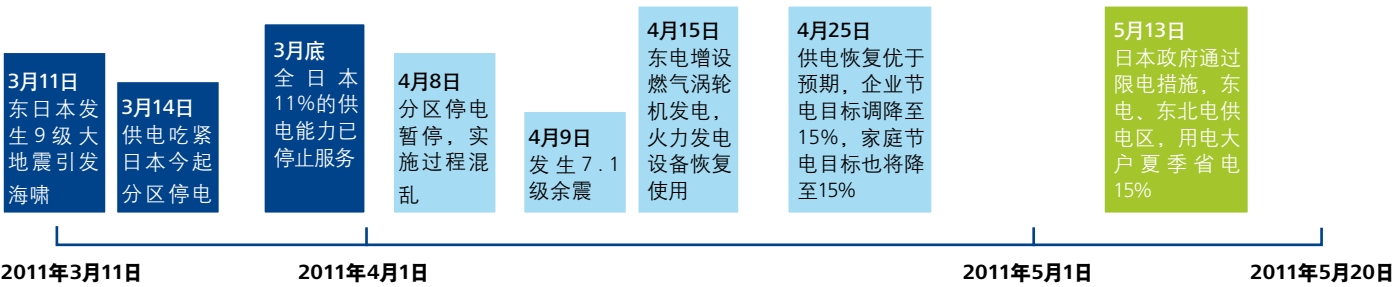 3月11日
东日本发
生9级大
地震引发
海啸
3月14日
供电吃紧
日本今起
分区停电
3月底
全日本
11%的供
电能力已
停止服务
4月8日
分区停电
暂停，实
施过程混
乱
4月9日
发生7.1
级余震
4月15日
东电增设
燃气涡轮
机发电，
火力发电
设备恢复
使用
4月25日
供电恢复优于
预期，企业节
电目标调降至
15%，家庭节
电目标也将降
至15%
5月13日
日本政府通过
限电措施，东
电、东北电供
电区，用电大
户夏季省电
15%
2011年3月11日
2011年4月1日
2011年5月1日
2011年5月20日